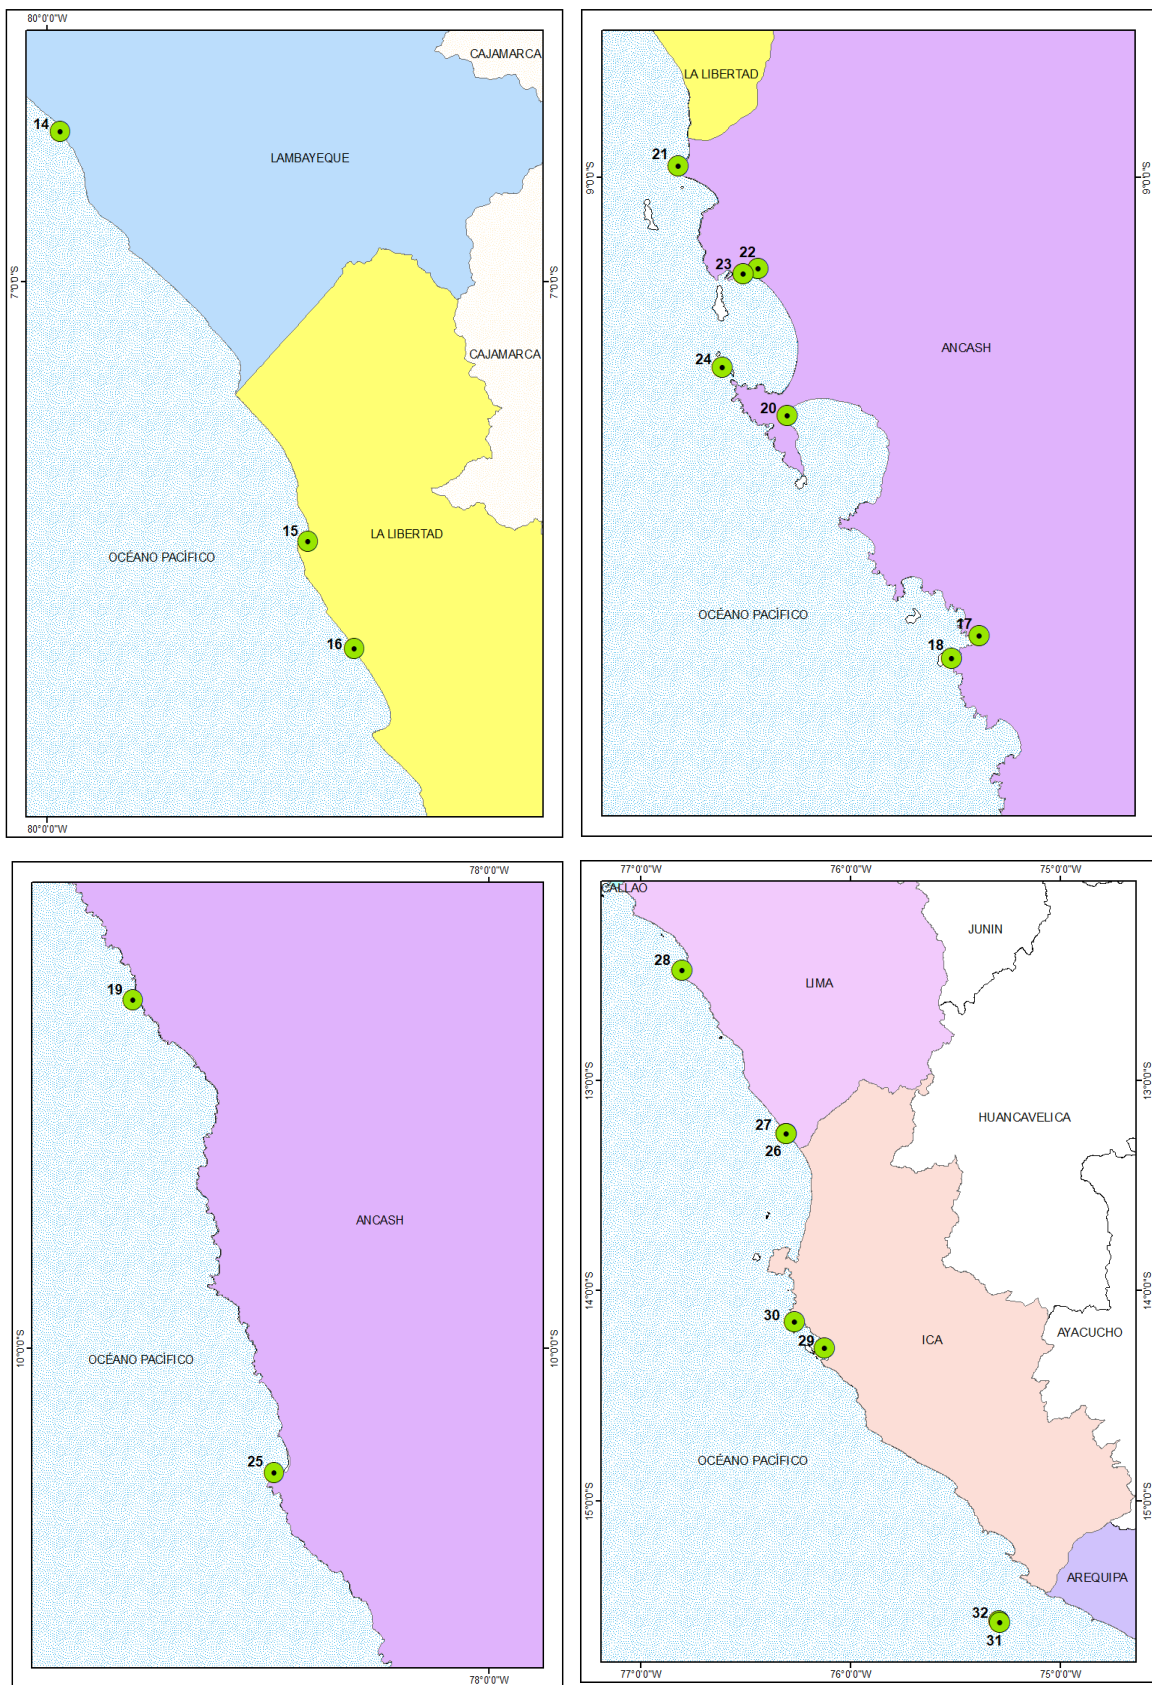 80°0'0"W
CAJAMARCA
14
LAMBAYEQUE
7°0'0"S
7°0'0"S
CAJAMARCA
15
LA LIBERTAD
OCÉANO PACÍFICO
16
80°0'0"W
LA LIBERTAD
21
9°0'0"S
9°0'0"S
22
23
ANCASH
24
20
OCÉANO PACÍFICO
17
18
78°0'0"W
19
ANCASH
10°0'0"S
10°0'0"S
OCÉANO PACÍFICO
25
78°0'0"W
77°0'0"W
76°0'0"W
75°0'0"W
CALLAO
JUNIN
28
LIMA
13°0'0"S
13°0'0"S
HUANCAVELICA
27
26
14°0'0"S
14°0'0"S
30
AYACUCHO
29
ICA
OCÉANO PACÍFICO
15°0'0"S
15°0'0"S
AREQUIPA
32
31
77°0'0"W
76°0'0"W
75°0'0"W